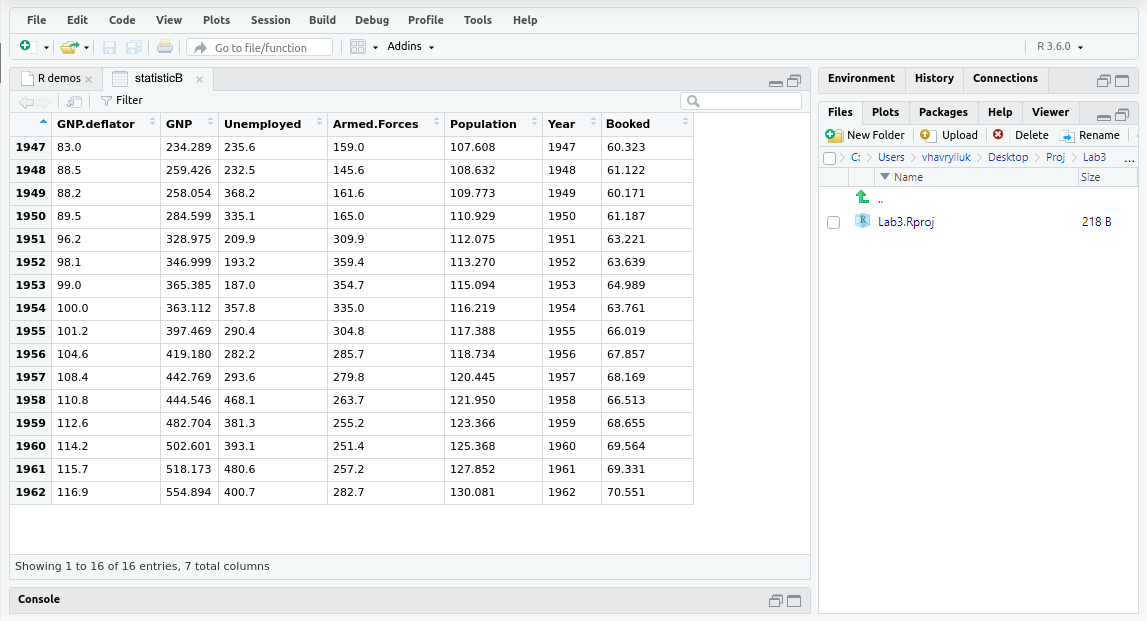 File Edit Code View Plots Session Build Debug Profile Tools Help
Go to file/function Addins R 3.6.0
R demos statisticB
Filter
GNP.deflator GNP Unemployed Armed.Forces Population Year Booked
1947 83.0 234.289 235.6 159.0 107.608 1947 60.323
1948 88.5 259.426 232.5 145.6 108.632 1948 61.122
1949 88.2 258.054 368.2 161.6 109.773 1949 60.171
1950 89.5 284.599 335.1 165.0 110.929 1950 61.187
1951 96.2 328.975 209.9 309.9 112.075 1951 63.221
1952 98.1 346.999 193.2 359.4 113.270 1952 63.639
1953 99.0 365.385 187.0 354.7 115.094 1953 64.989
1954 100.0 363.112 357.8 335.0 116.219 1954 63.761
1955 101.2 397.469 290.4 304.8 117.388 1955 66.019
1956 104.6 419.180 282.2 285.7 118.734 1956 67.857
1957 108.4 442.769 293.6 279.8 120.445 1957 68.169
1958 110.8 444.546 468.1 263.7 121.950 1958 66.513
1959 112.6 482.704 381.3 255.2 123.366 1959 68.655
1960 114.2 502.601 393.1 251.4 125.368 1960 69.564
1961 115.7 518.173 480.6 257.2 127.852 1961 69.331
1962 116.9 554.894 400.7 282.7 130.081 1962 70.551
Showing 1 to 16 of 16 entries, 7 total columns
Console
Environment History Connections
Files Plots Packages Help Viewer
New Folder Upload Delete Rename
C: Users vhavryliuk Desktop Proj Lab3 ...
Name Size
..
R Lab3.Rproj 218 B